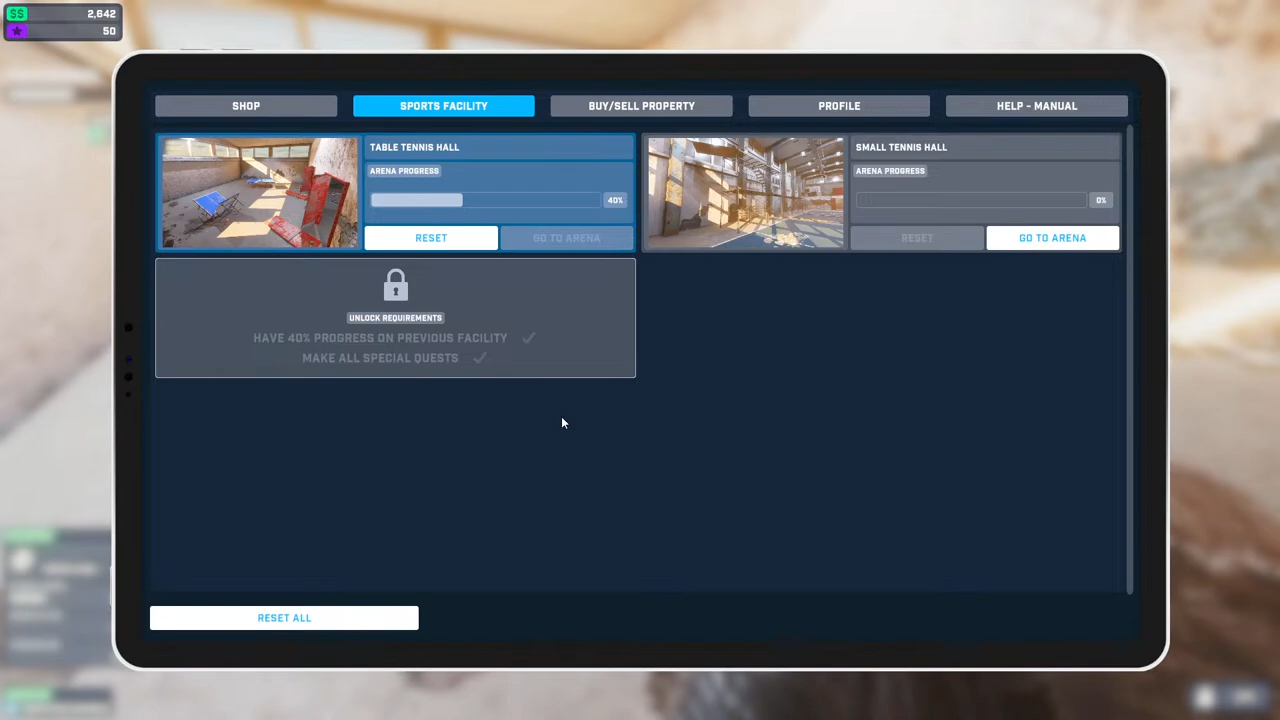 $$ 2,642
50
SHOP
SPORTS FACILITY
BUY/SELL PROPERTY
PROFILE
HELP - MANUAL
TABLE TENNIS HALL
ARENA PROGRESS
40%
RESET
GO TO ARENA
SMALL TENNIS HALL
ARENA PROGRESS
0%
RESET
GO TO ARENA
UNLOCK REQUIREMENTS
HAVE 40% PROGRESS ON PREVIOUS FACILITY
MAKE ALL SPECIAL QUESTS
RESET ALL